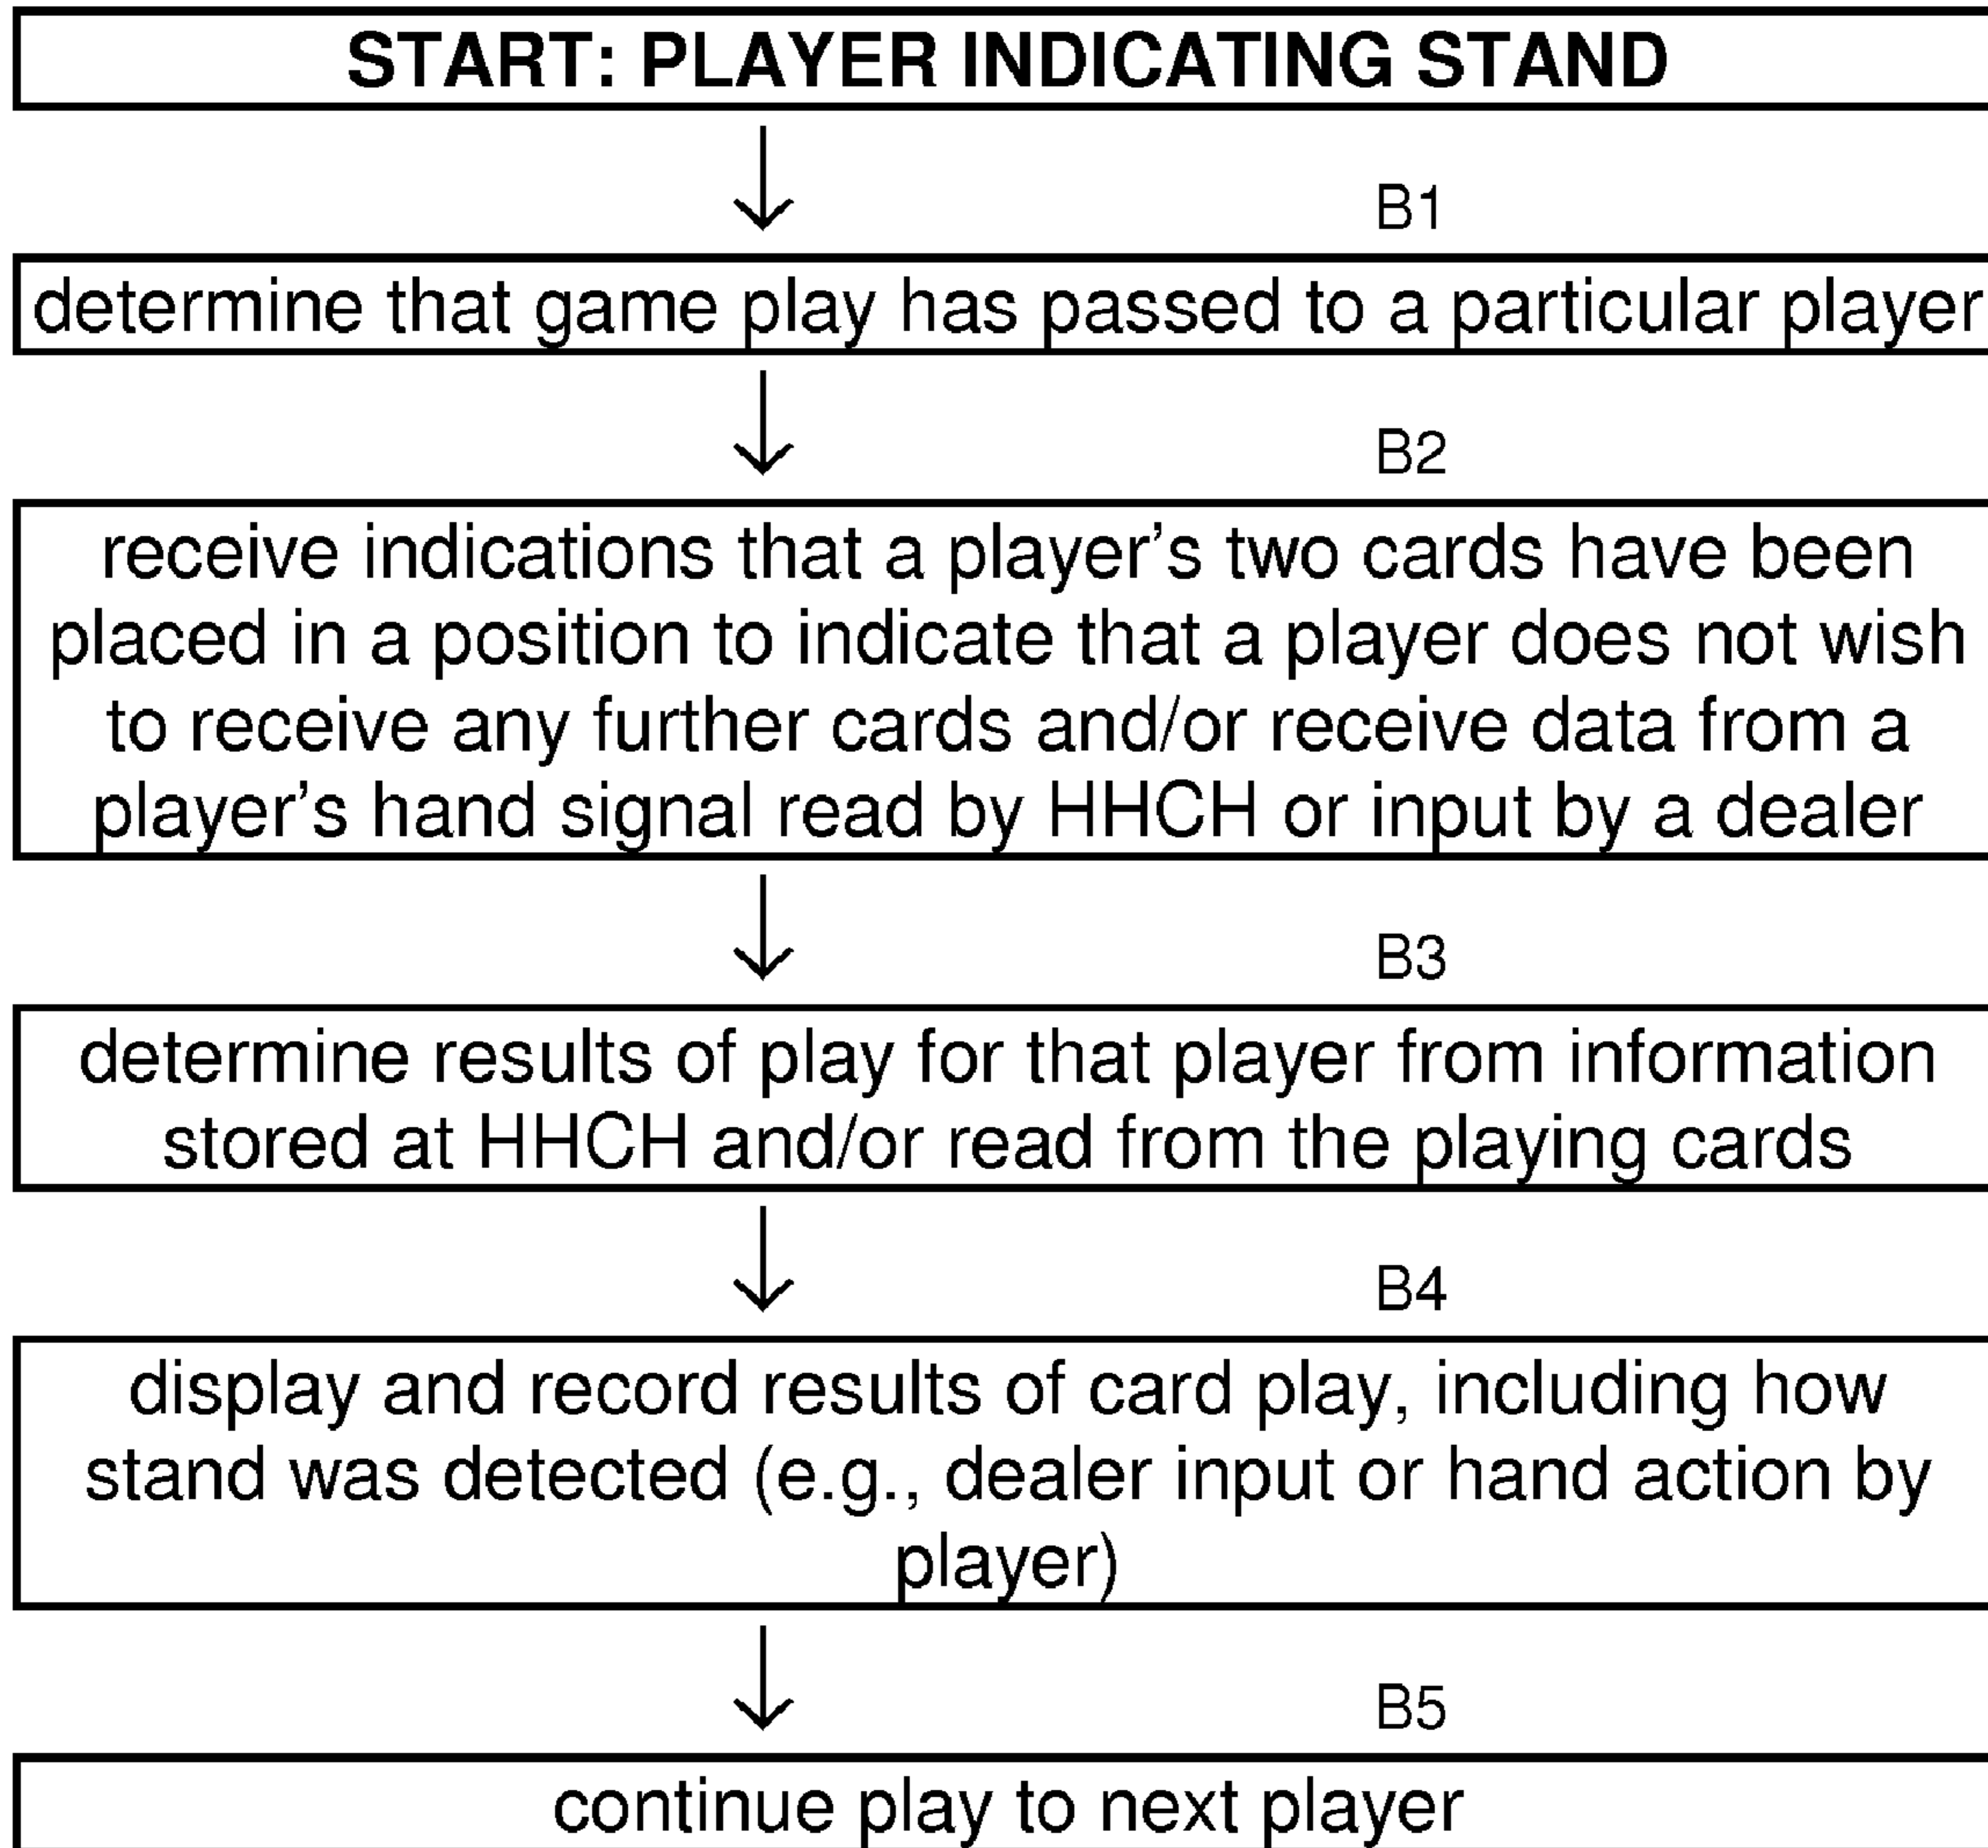 START: PLAYER INDICATING STAND
B1
determine that game play has passed to a particular player
B2
receive indications that a player’s two cards have been
placed in a position to indicate that a player does not wish
to receive any further cards and/or receive data from a
player’s hand signal read by HHCH or input by a dealer
B3
determine results of play for that player from information
stored at HHCH and/or read from the playing cards
B4
display and record results of card play, including how
stand was detected (e.g., dealer input or hand action by
player)
B5
continue play to next player